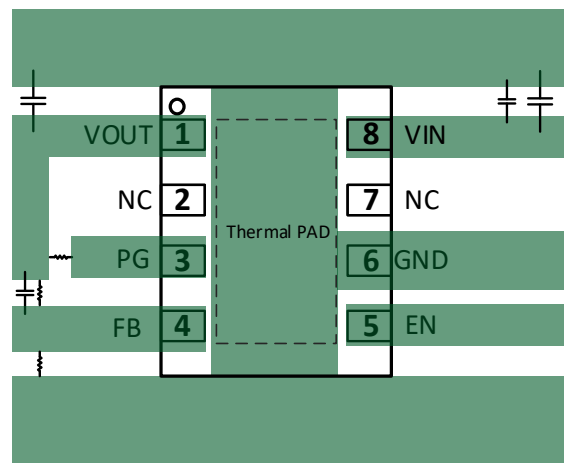 VOUT 1
8 VIN
NC 2
7 NC
Thermal PAD
PG 3
6 GND
FB 4
5 EN